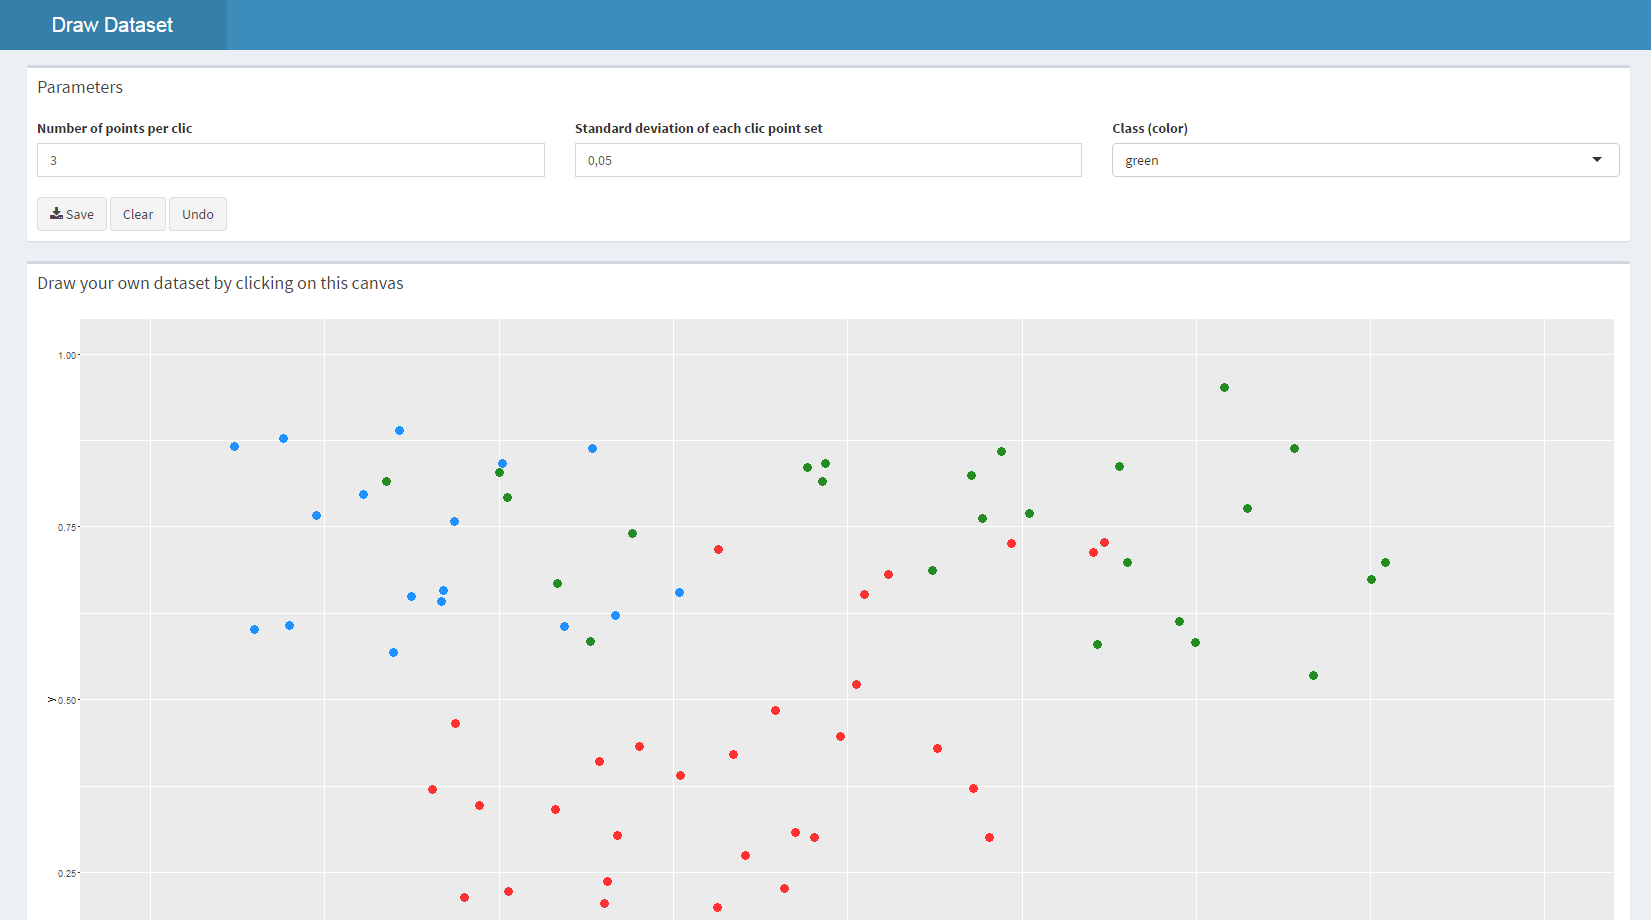 Draw Dataset
Parameters
Number of points per clic
Standard deviation of each clic point set
Class (color)
3
0,05
green
Save
Clear
Undo
Draw your own dataset by clicking on this canvas
1.00
0.75
y
0.50
0.25